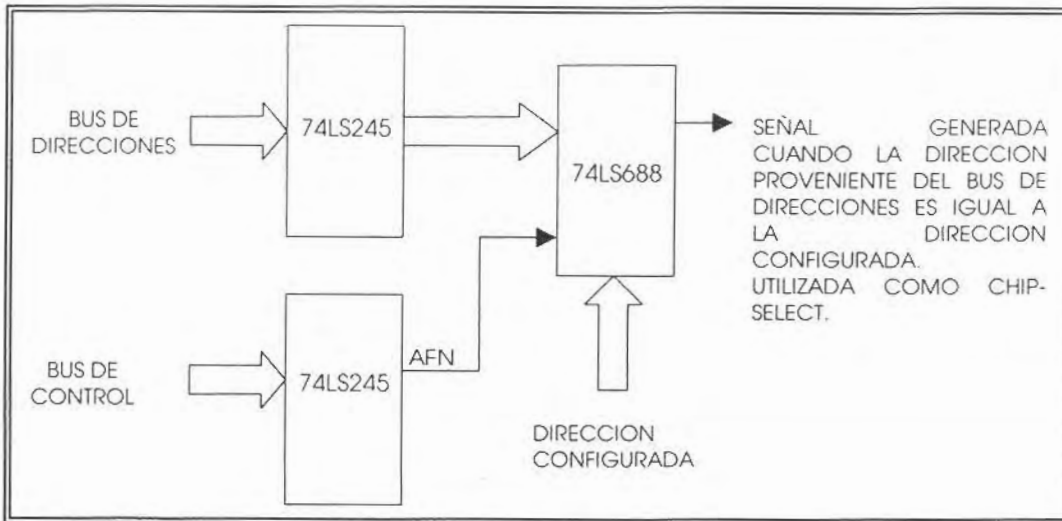 BUS DE
DIRECCIONES
74LS245
74LS688
SEÑAL GENERADA
CUANDO LA DIRECCION
PROVENIENTE DEL BUS DE
DIRECCIONES ES IGUAL A
LA DIRECCION
CONFIGURADA.
UTILIZADA COMO CHIP-
SELECT.
BUS DE
CONTROL
74LS245
AFN
DIRECCION
CONFIGURADA